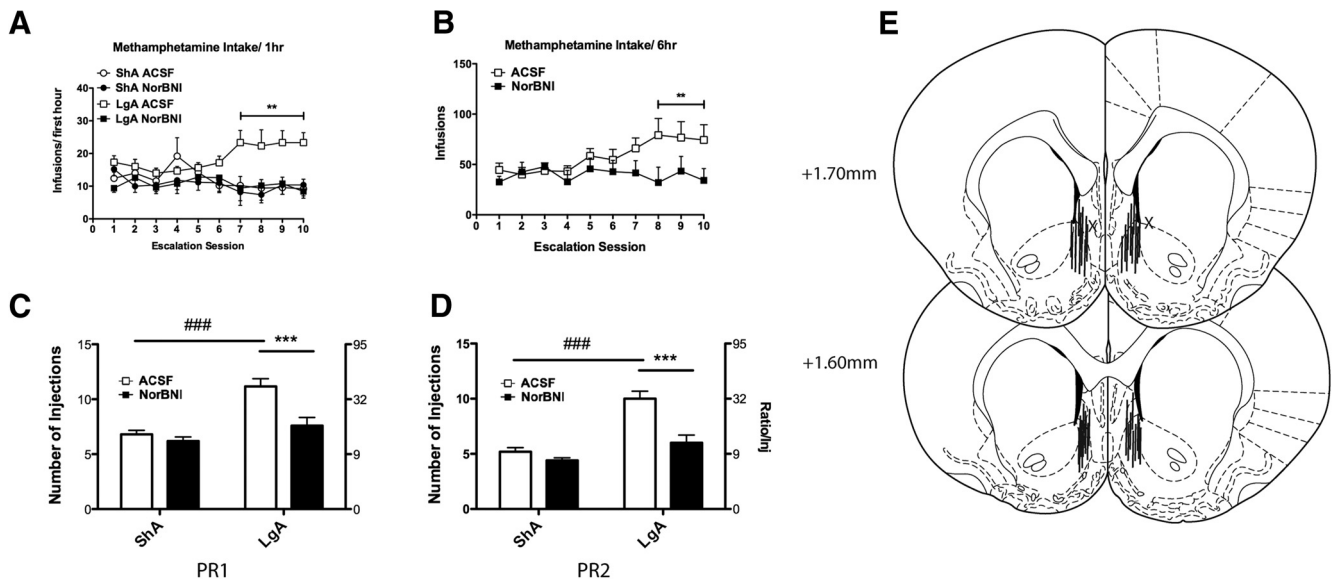 A
Methamphetamine Intake/ 1hr
ShA ACSF
ShA NorBNI
LgA ACSF
LgA NorBNI
**
Infusions/ first hour
40
30
20
10
0
0 1 2 3 4 5 6 7 8 9 10
Escalation Session
B
Methamphetamine Intake/ 6hr
ACSF
NorBNI
**
Infusions
150
100
50
0
0 1 2 3 4 5 6 7 8 9 10
Escalation Session
C
###
***
ACSF
NorBNI
Number of Injections
15
10
5
0
95
32
9
0
ShA
LgA
PR1
D
###
***
ACSF
NorBNI
Number of Injections
15
10
5
0
95
32
9
0
Ratio/Inj
ShA
LgA
PR2
E
+1.70mm
X X
+1.60mm